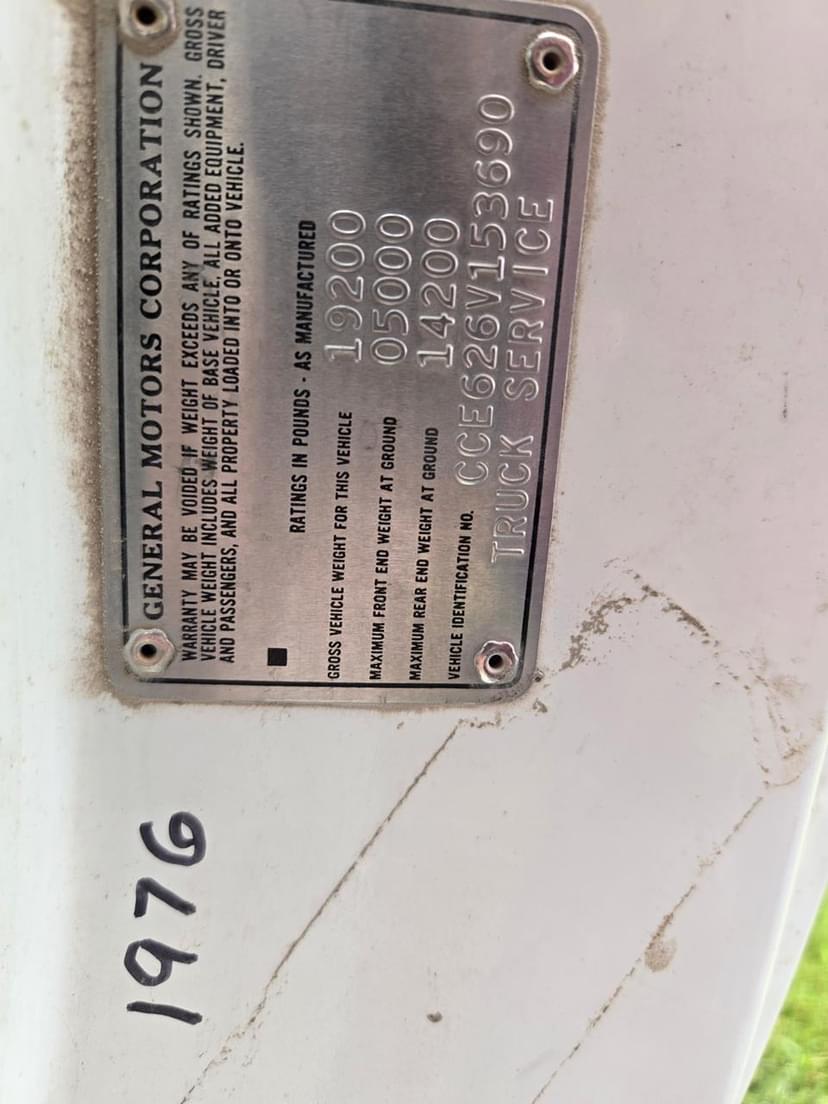 GENERAL MOTORS CORPORATION
WARRANTY MAY BE VOIDED IF WEIGHT EXCEEDS ANY OF RATINGS SHOWN. GROSS
VEHICLE WEIGHT INCLUDES WEIGHT OF BASE VEHICLE, ALL ADDED EQUIPMENT, DRIVER
AND PASSENGERS, AND ALL PROPERTY LOADED INTO OR ONTO VEHICLE.
RATINGS IN POUNDS - AS MANUFACTURED
GROSS VEHICLE WEIGHT FOR THIS VEHICLE 19200
MAXIMUM FRONT END WEIGHT AT GROUND 05000
MAXIMUM REAR END WEIGHT AT GROUND 14200
VEHICLE IDENTIFICATION NO. CCE626V153690
TRUCK SERVICE
1976